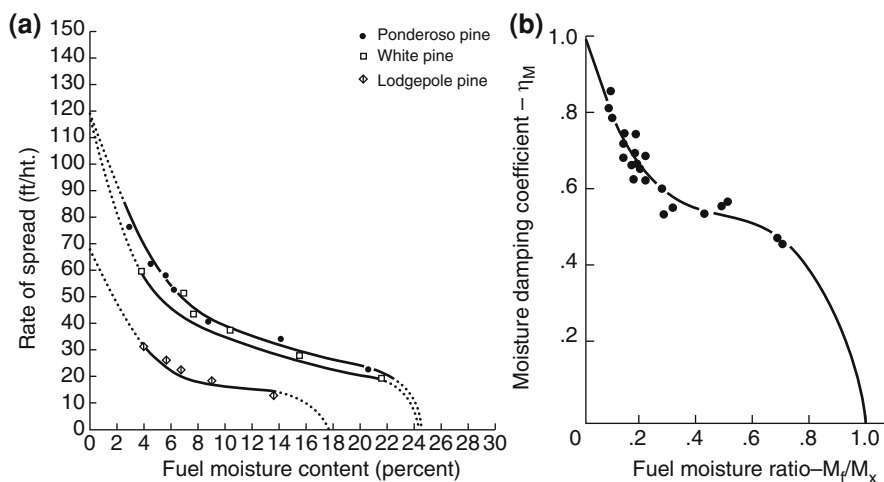 (a)
150
140
130
120
110
100
90
80
70
60
50
40
30
20
10
0
Rate of spread (ft/ht.)
Ponderoso pine
White pine
Lodgepole pine
0 2 4 6 8 10 12 14 16 18 20 22 24 26 28 30
Fuel moisture content (percent)
(b)
1.0
.8
.6
.4
.2
Moisture damping coefficient – ηM
0 .2 .4 .6 .8 1.0
Fuel moisture ratio–Mf/Mx